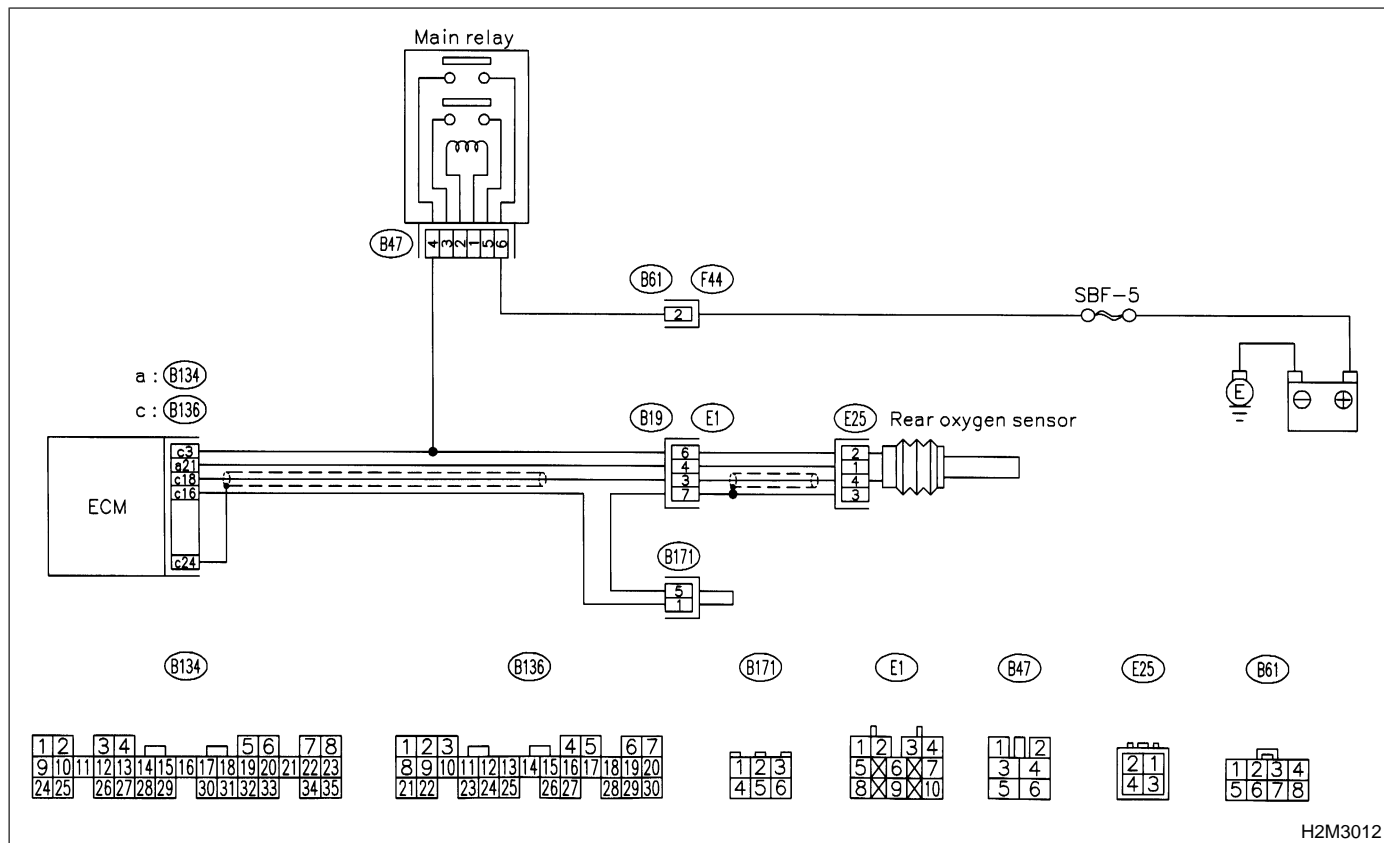 Main relay
B47
4 3 2 1 5 6
B61 F44
2
SBF-5
E
⊖ ⊕
a : B134
c : B136
B19 E1
E25 Rear oxygen sensor
ECM
c3
a21
c18
c16
c24
6
4
3
7
2
1
4
3
B171
5
1
B134
B136
B171
E1
B47
E25
B61
1 2 3 4 5 6 7 8
9 10 11 12 13 14 15 16 17 18 19 20 21 22 23
24 25 26 27 28 29 30 31 32 33 34 35
1 2 3 4 5 6 7
8 9 10 11 12 13 14 15 16 17 18 19 20
21 22 23 24 25 26 27 28 29 30
1 2 3
4 5 6
1 2 3 4
5 6 7
8 9 10
1 2
3 4
5 6
2 1
4 3
1 2 3 4
5 6 7 8
H2M3012